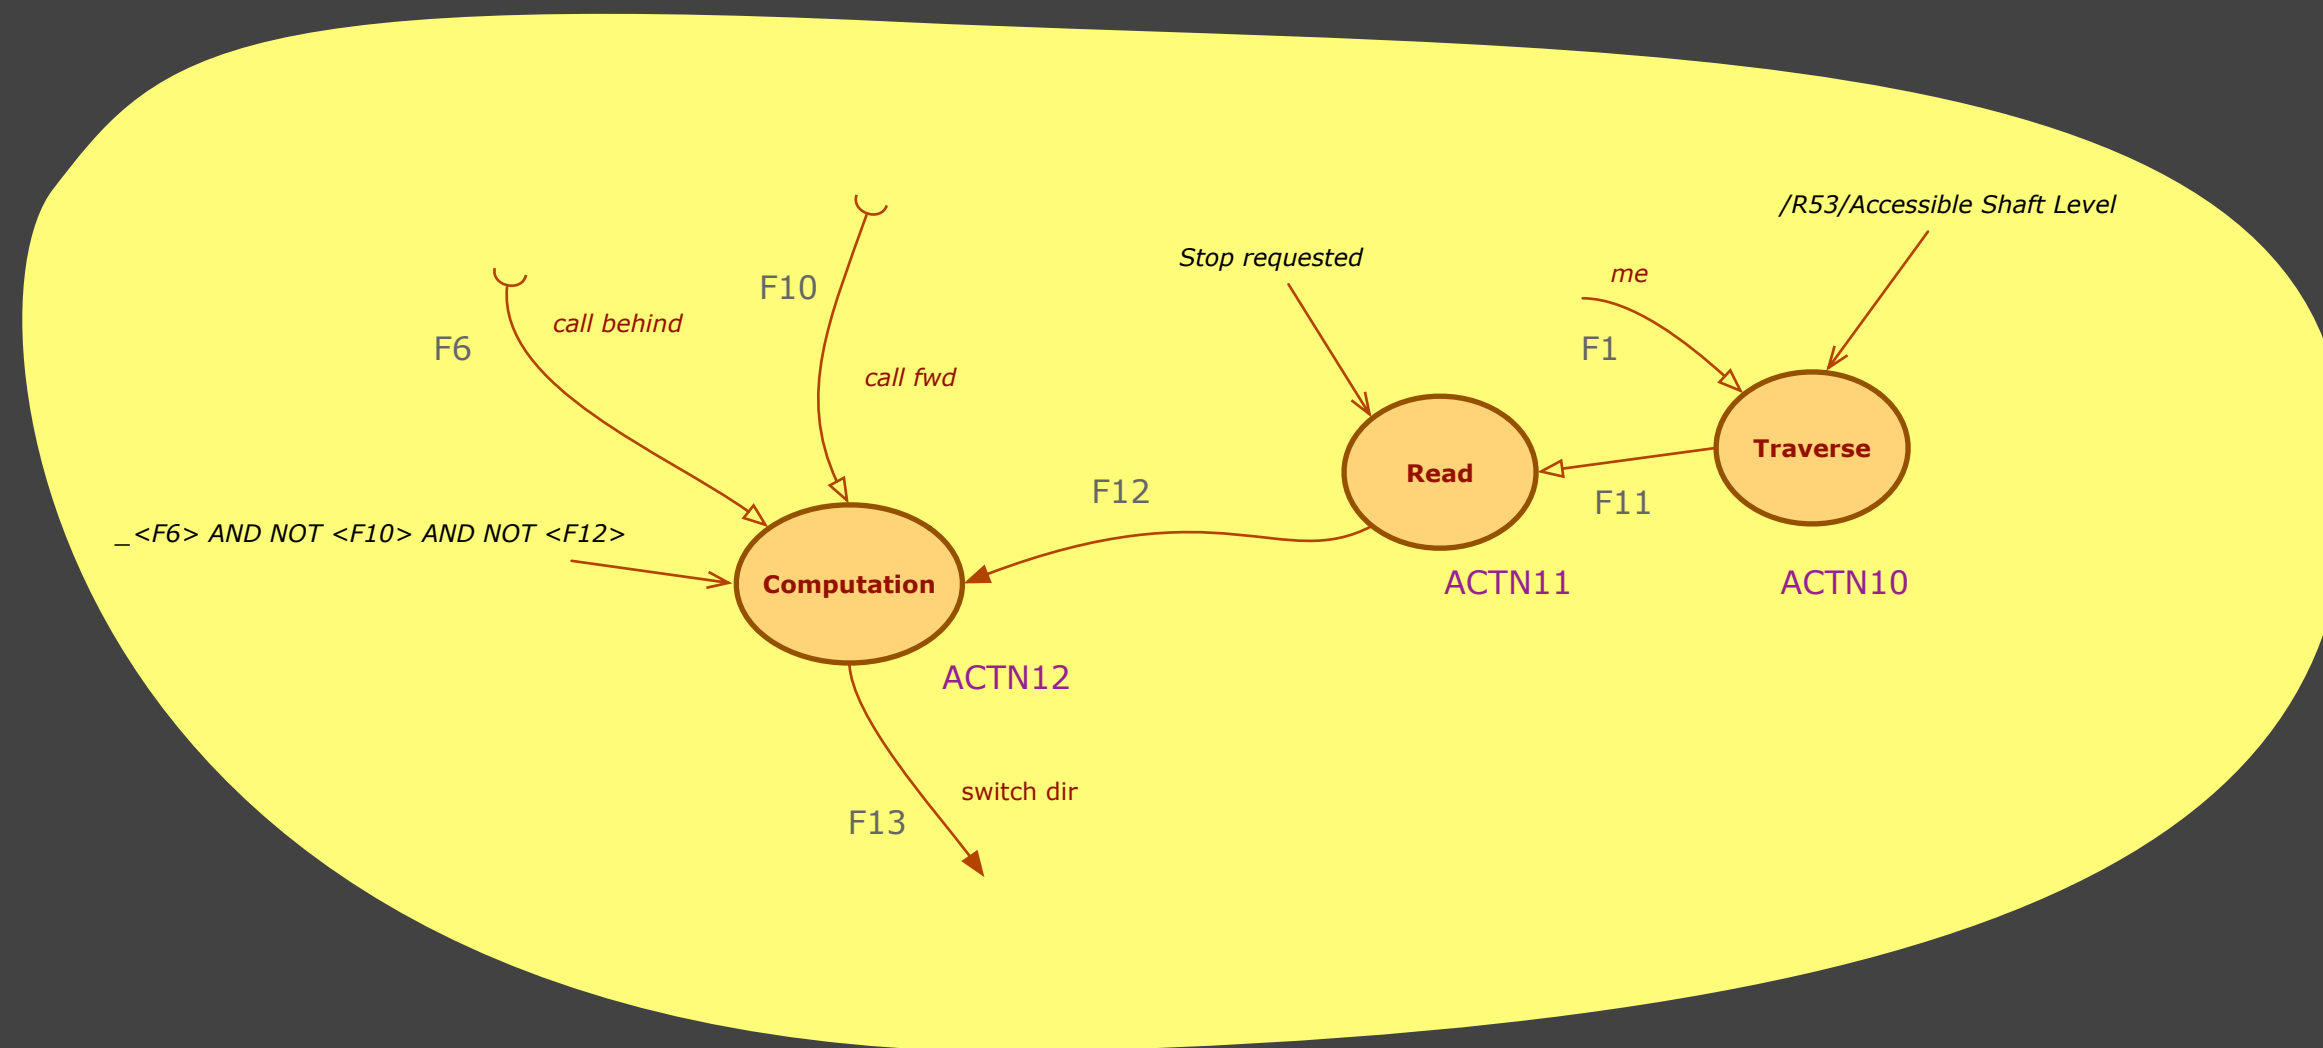 /R53/Accessible Shaft Level
Stop requested
me
F10
call behind
F6
F1
call fwd
Traverse
Read
F12
F11
_<F6> AND NOT <F10> AND NOT <F12>
Computation
ACTN11
ACTN10
ACTN12
switch dir
F13